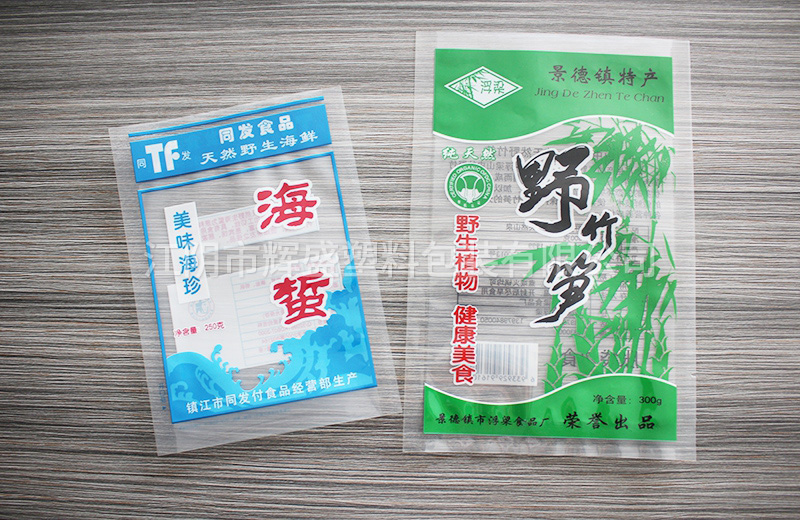 同 TF 发
同发食品
天然野生海鲜
美味海珍
海蜇
净含量 250克
镇江市同发付食品经营部生产
浮梁
景德镇特产
Jing De Zhen Te Chan
纯天然
野竹笋
野生植物 健康美食
净含量: 300g
景德镇市浮梁食品厂 荣誉出品
江阴市辉盛塑料包装有限公司